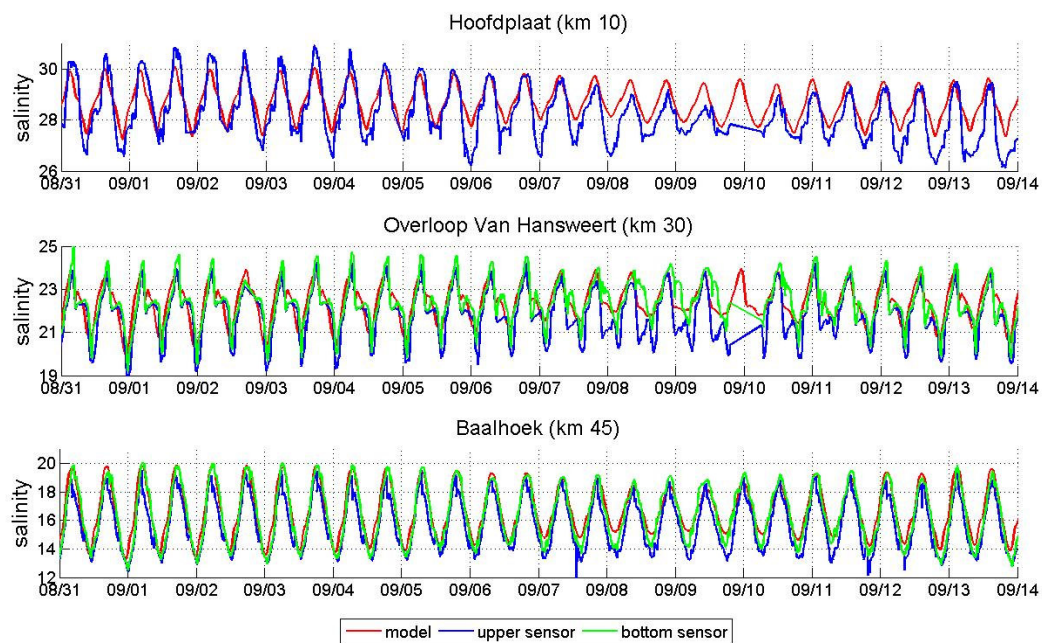 Hoofdplaat (km 10)
salinity
30
28
26
08/31 09/01 09/02 09/03 09/04 09/05 09/06 09/07 09/08 09/09 09/10 09/11 09/12 09/13 09/14
Overloop Van Hansweert (km 30)
salinity
25
23
21
19
08/31 09/01 09/02 09/03 09/04 09/05 09/06 09/07 09/08 09/09 09/10 09/11 09/12 09/13 09/14
Baalhoek (km 45)
salinity
20
18
16
14
12
08/31 09/01 09/02 09/03 09/04 09/05 09/06 09/07 09/08 09/09 09/10 09/11 09/12 09/13 09/14
model upper sensor bottom sensor